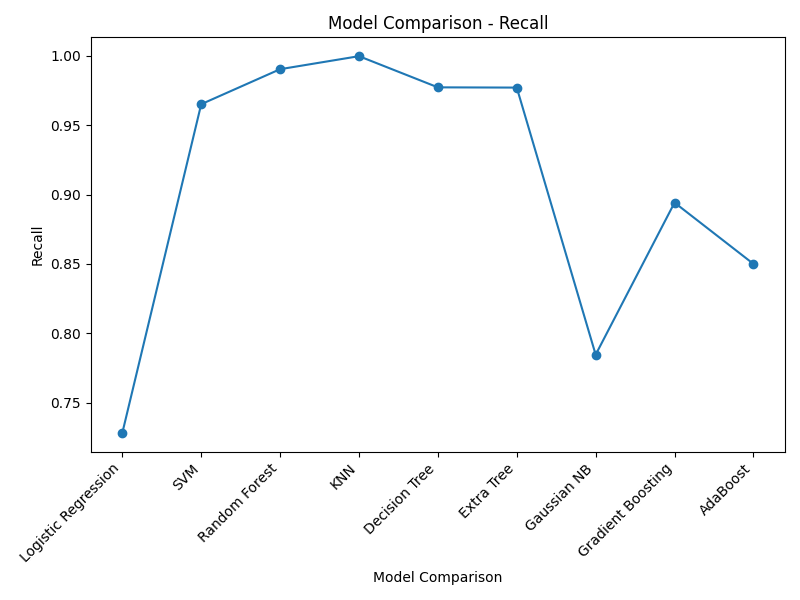 Model Comparison - Recall
1.00
0.95
0.90
0.85
0.80
0.75
Recall
Logistic Regression
SVM
Random Forest
KNN
Decision Tree
Extra Tree
Gaussian NB
Gradient Boosting
AdaBoost
Model Comparison